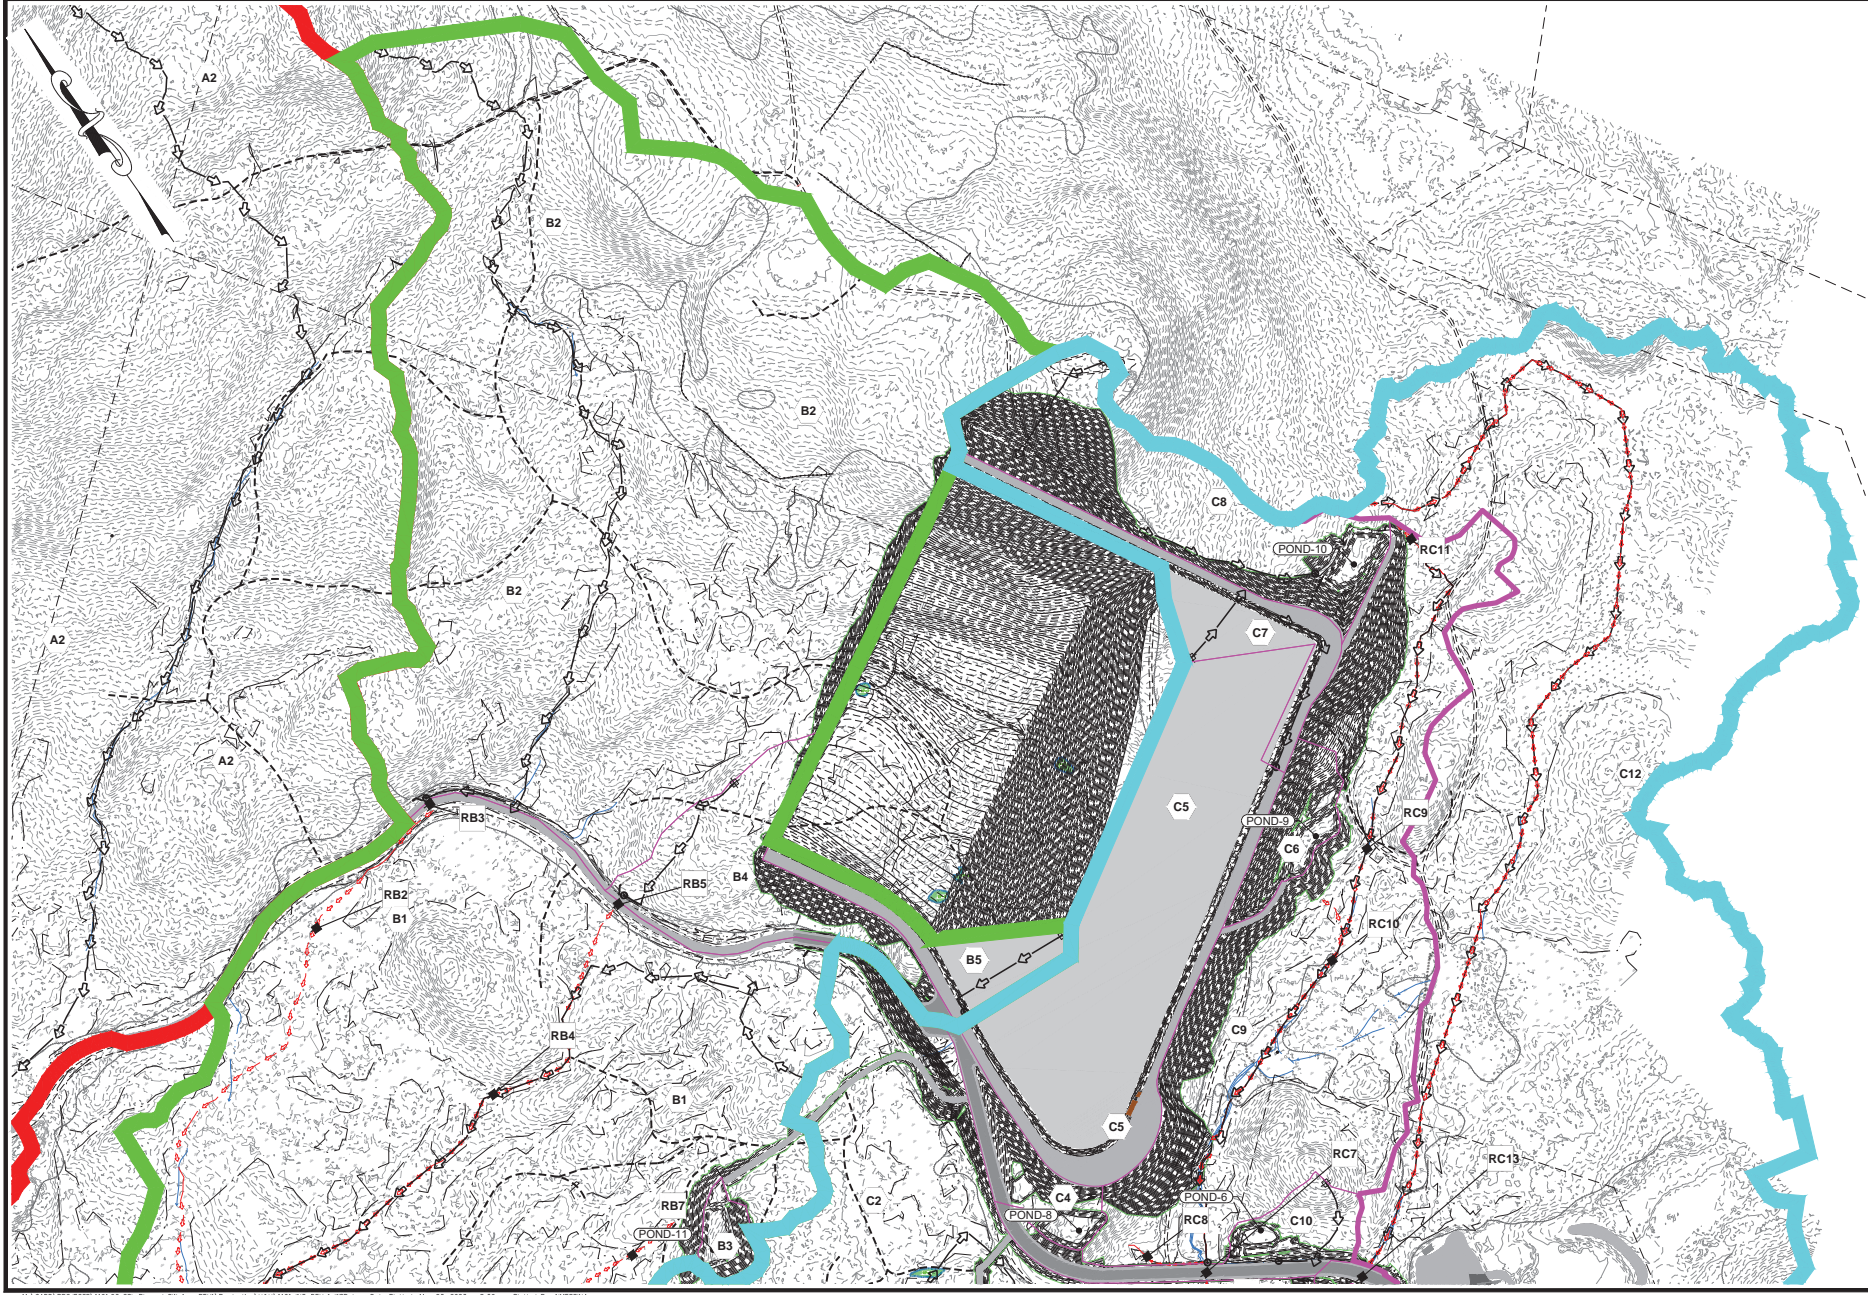 A2
B2
B2
C8
POND-10
RC11
B2
C7
A2
C12
A2
C5
RC9
RB3
POND-9
C6
B4
RB5
RB2
B1
RC10
B5
C9
RB4
B1
C5
RC7
RC13
C4
POND-6
C2
RB7
POND-8
RC8
C10
POND-11
B3